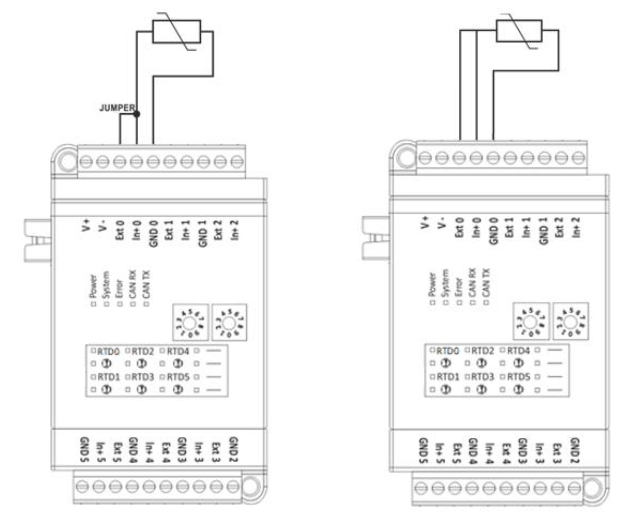 JUMPER
V+ V- Ext 0 In+ 0 GND 0 Ext 1 In+ 1 GND 1 Ext 2 In+ 2
Power System Error CAN RX CAN TX
RTD0 RTD2 RTD4
RTD1 RTD3 RTD5
GND 5 In+ 5 Ext 5 GND 4 In+ 4 Ext 4 GND 3 In+ 3 Ext 3 GND 2
V+ V- Ext 0 In+ 0 GND 0 Ext 1 In+ 1 GND 1 Ext 2 In+ 2
Power System Error CAN RX CAN TX
RTD0 RTD2 RTD4
RTD1 RTD3 RTD5
GND 5 In+ 5 Ext 5 GND 4 In+ 4 Ext 4 GND 3 In+ 3 Ext 3 GND 2